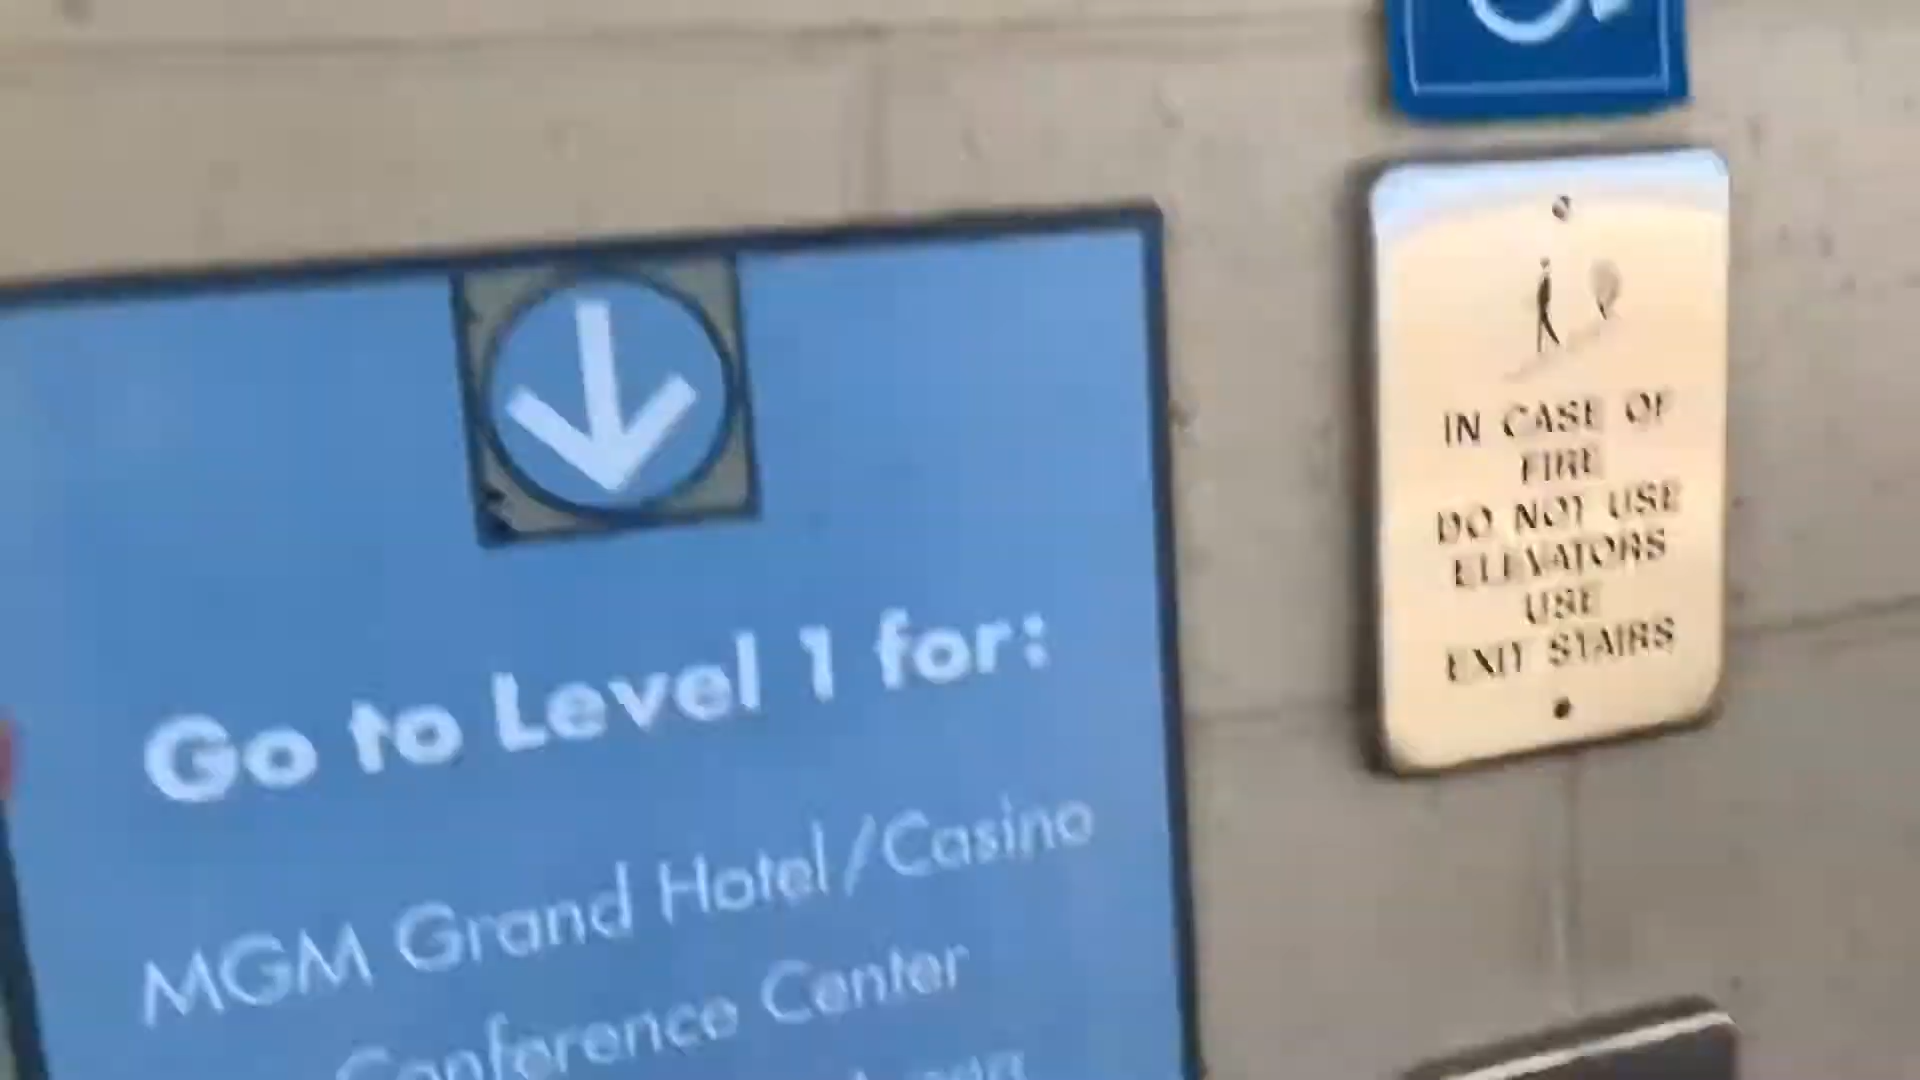 Go to Level 1 for:
MGM Grand Hotel/Casino
Conference Center
IN CASE OF
FIRE
DO NOT USE
ELEVATORS
USE
EXIT STAIRS